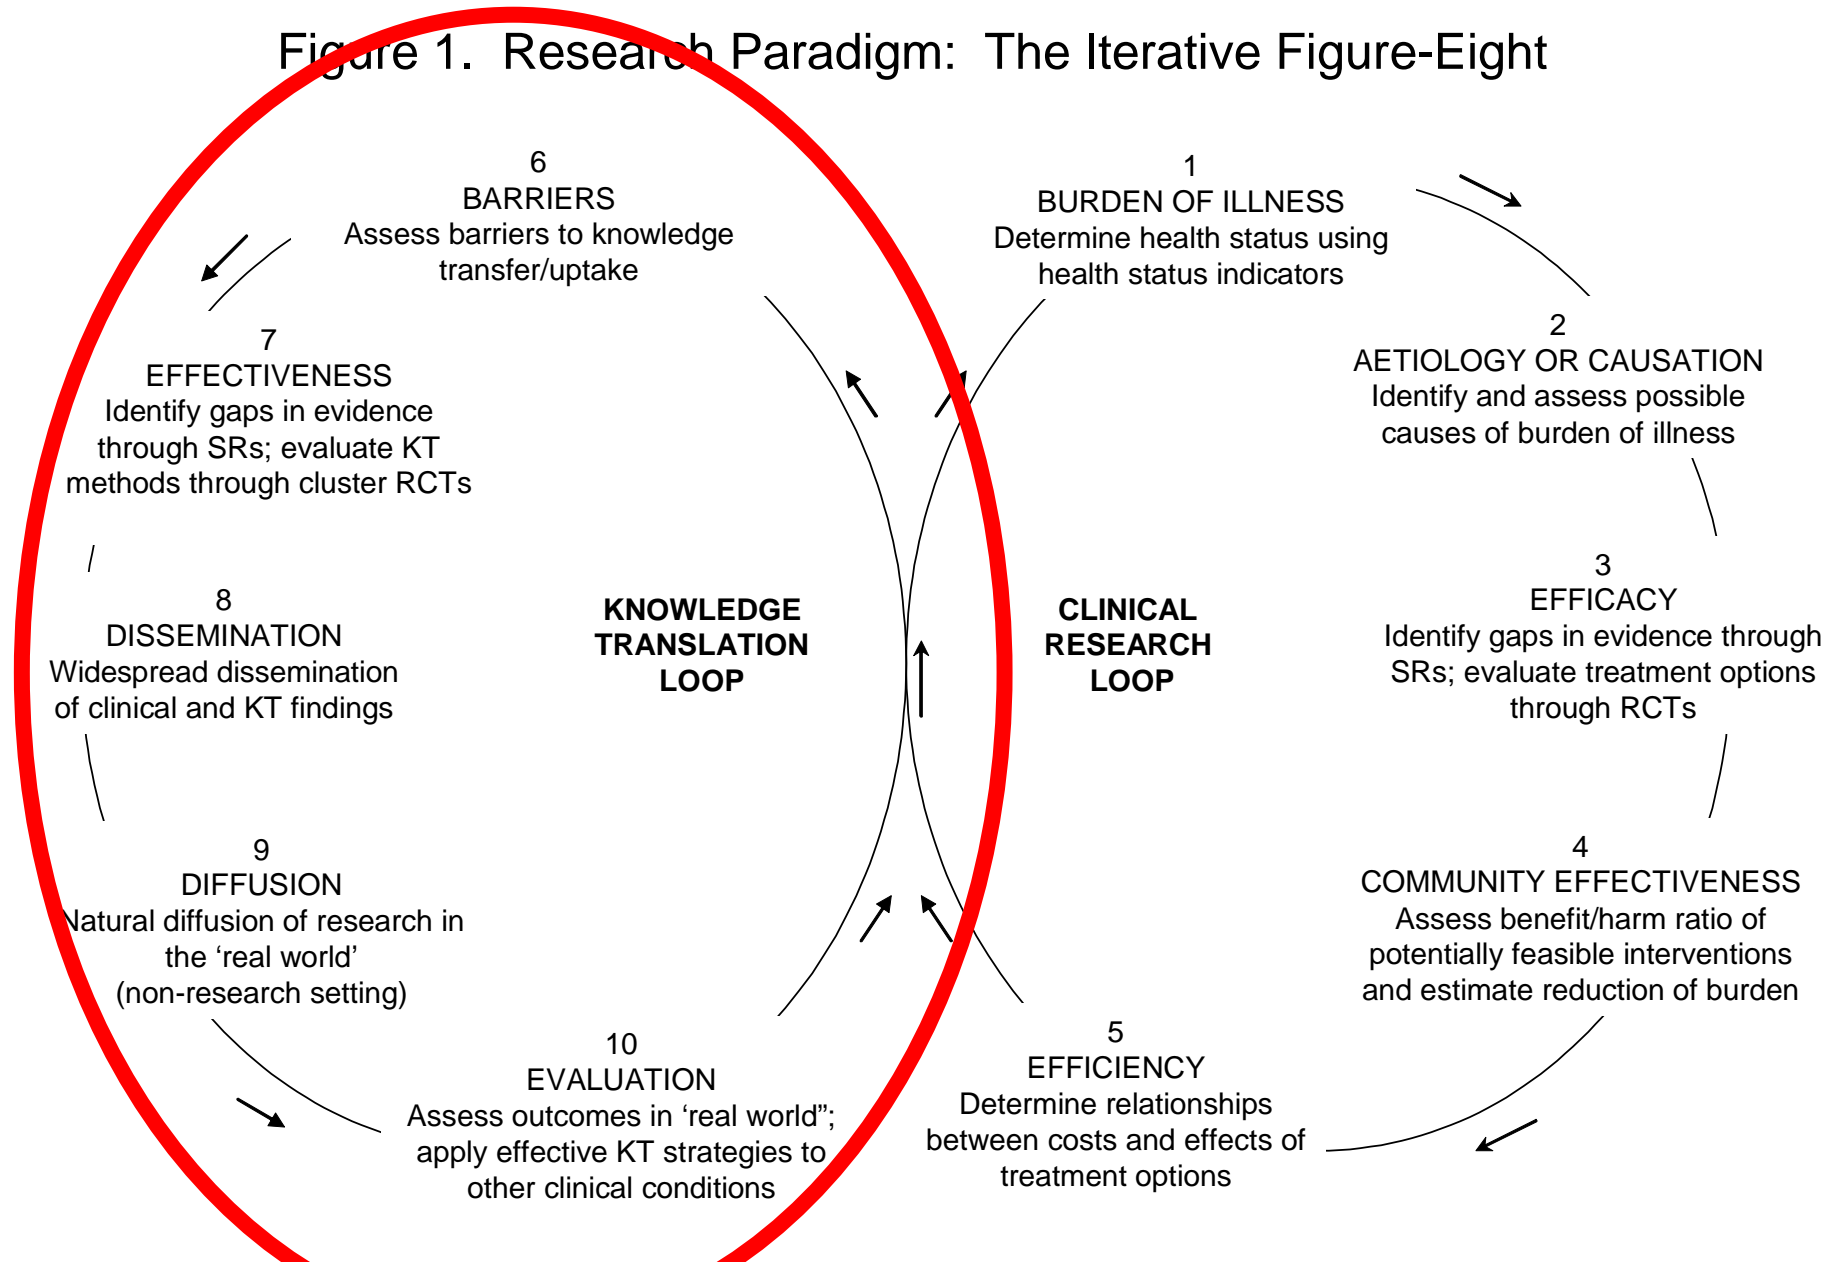 Figure 1.  Research Paradigm:  The Iterative Figure-Eight
6
BARRIERS
Assess barriers to knowledge
transfer/uptake
1
BURDEN OF ILLNESS
Determine health status using
health status indicators
7
EFFECTIVENESS
Identify gaps in evidence
through SRs; evaluate KT
methods through cluster RCTs
2
AETIOLOGY OR CAUSATION
Identify and assess possible
causes of burden of illness
8
DISSEMINATION
Widespread dissemination
of clinical and KT findings
KNOWLEDGE
TRANSLATION
LOOP
CLINICAL
RESEARCH
LOOP
3
EFFICACY
Identify gaps in evidence through
SRs; evaluate treatment options
through RCTs
9
DIFFUSION
Natural diffusion of research in
the ‘real world’
(non-research setting)
4
COMMUNITY EFFECTIVENESS
Assess benefit/harm ratio of
potentially feasible interventions
and estimate reduction of burden
10
EVALUATION
Assess outcomes in ‘real world”;
apply effective KT strategies to
other clinical conditions
5
EFFICIENCY
Determine relationships
between costs and effects of
treatment options